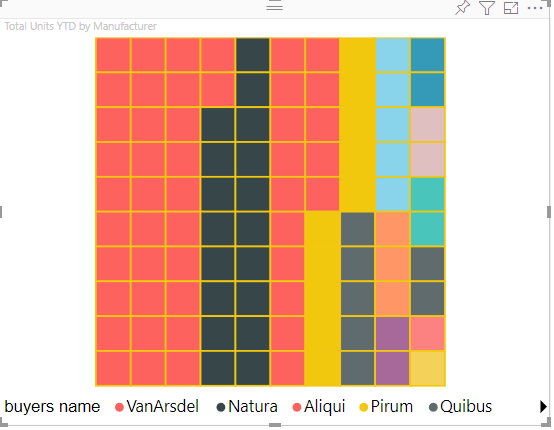 Total Units YTD by Manufacturer
buyers name VanArsdel Natura Aliqui Pirum Quibus